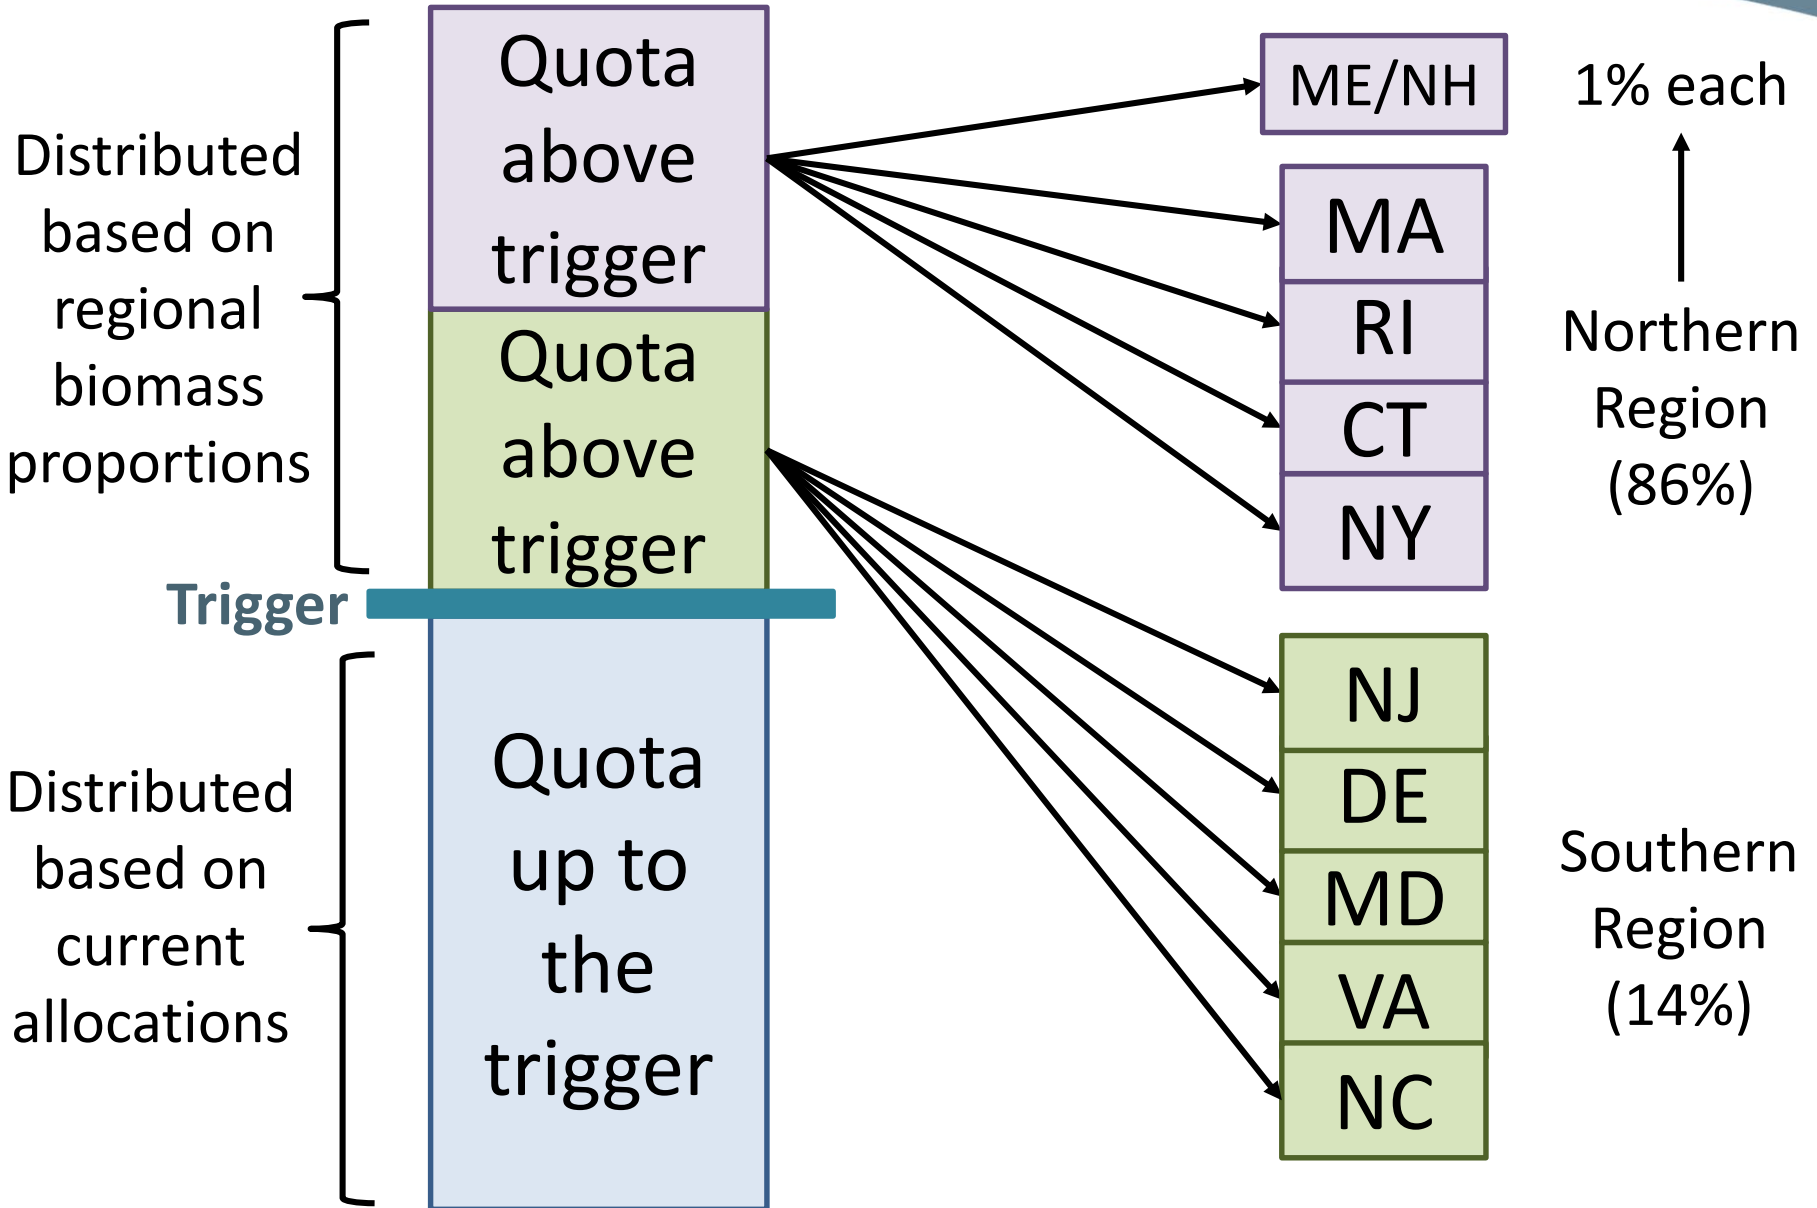 Distributed
based on
regional
biomass
proportions
Quota
above
trigger
Quota
above
trigger
Trigger
Distributed
based on
current
allocations
Quota
up to
the
trigger
ME/NH
1% each
MA
RI
CT
NY
Northern
Region
(86%)
NJ
DE
MD
VA
NC
Southern
Region
(14%)